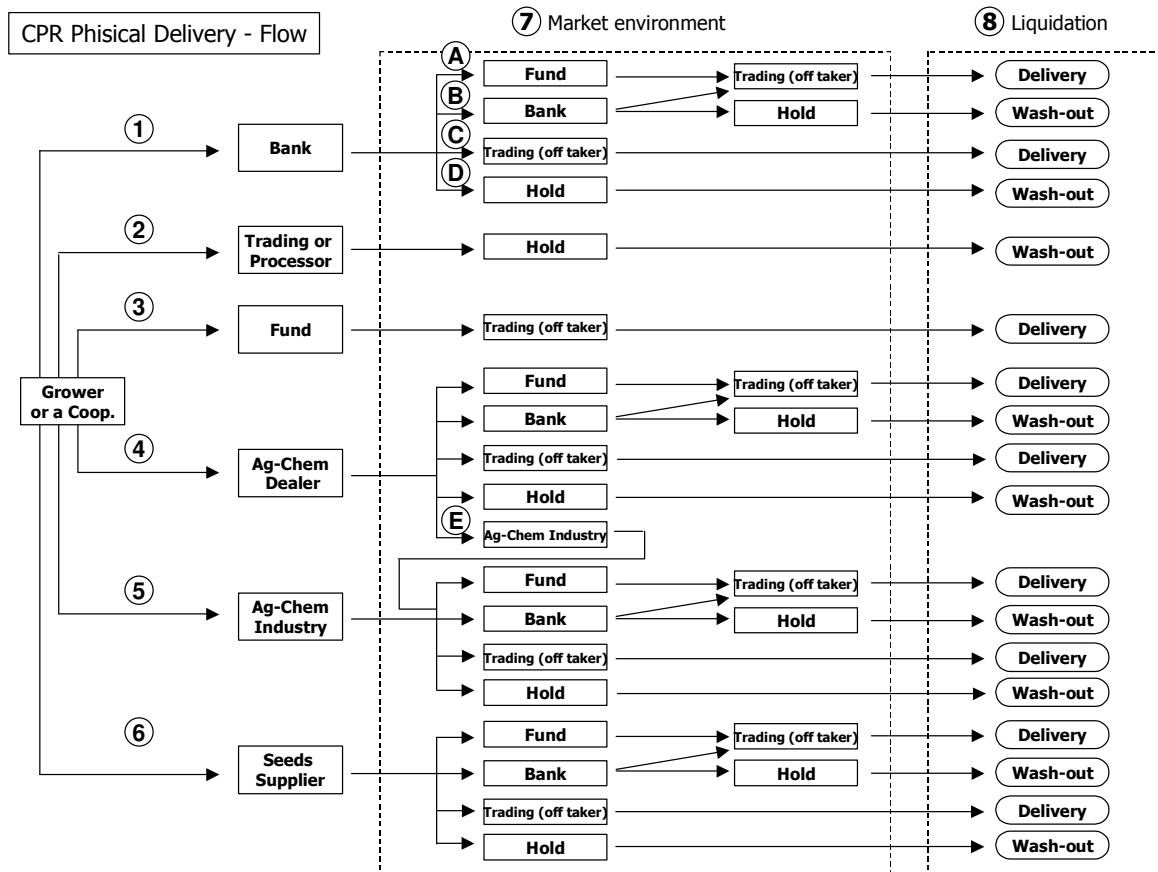 CPR Phisical Delivery - Flow
7 Market environment
8 Liquidation
A
Fund
Trading (off taker)
Delivery
B
Bank
Hold
Wash-out
1
Bank
C
Trading (off taker)
Delivery
D
Hold
Wash-out
2
Trading or
Processor
Hold
Wash-out
3
Fund
Trading (off taker)
Delivery
Grower
or a Coop.
Fund
Trading (off taker)
Delivery
Bank
Hold
Wash-out
4
Ag-Chem
Dealer
Trading (off taker)
Delivery
Hold
Wash-out
E
Ag-Chem Industry
5
Ag-Chem
Industry
Fund
Trading (off taker)
Delivery
Bank
Hold
Wash-out
Trading (off taker)
Delivery
Hold
Wash-out
6
Seeds
Supplier
Fund
Trading (off taker)
Delivery
Bank
Hold
Wash-out
Trading (off taker)
Delivery
Hold
Wash-out